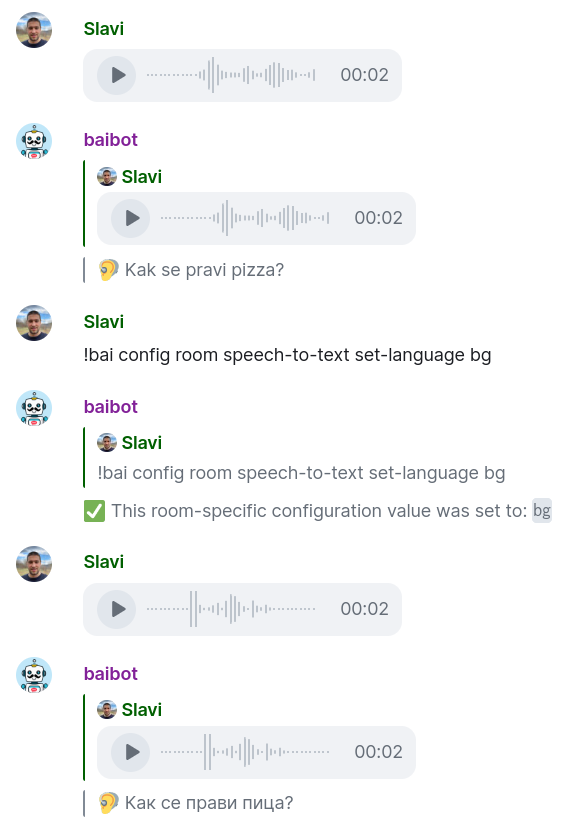 Slavi
00:02
baibot
Slavi
00:02
🦻 Kak se pravi pizza?
Slavi
!bai config room speech-to-text set-language bg
baibot
Slavi
!bai config room speech-to-text set-language bg
✅ This room-specific configuration value was set to: bg
Slavi
00:02
baibot
Slavi
00:02
🦻 Как се прави пица?